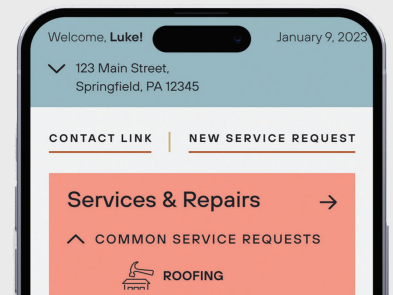 Welcome, Luke! January 9, 2023
123 Main Street,
Springfield, PA 12345
CONTACT LINK | NEW SERVICE REQUEST
Services & Repairs →
COMMON SERVICE REQUESTS
ROOFING